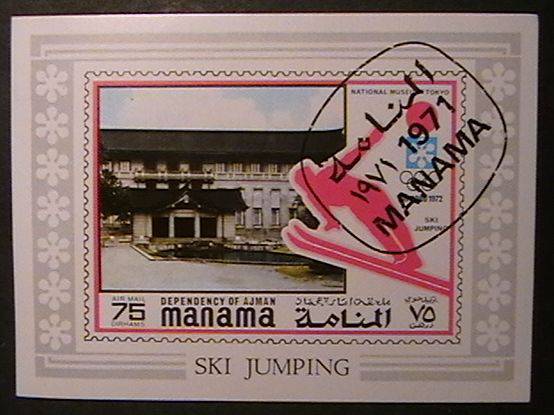 NATIONAL MUSEUM TOKYO
المنامة
١٩٧١ 1971
MANAMA
1972
SKI
JUMPING
AIR MAIL
75
DIRHAMS
DEPENDENCY OF AJMAN
manama
المنامة
٧٥
SKI JUMPING